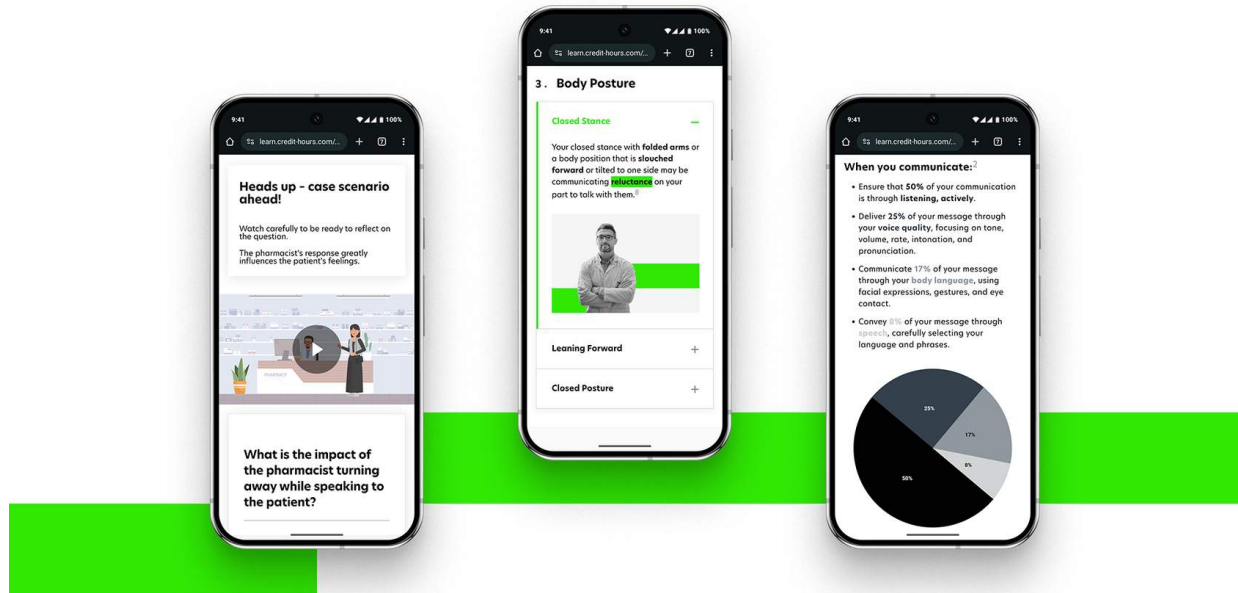 9:41
100%
learn.credit-hours.com/...
7
Heads up – case scenario
ahead!
Watch carefully to be ready to reflect on
the question.
The pharmacist's response greatly
influences the patient's feelings.
PHARMACY
What is the impact of
the pharmacist turning
away while speaking to
the patient?
9:41
100%
learn.credit-hours.com/...
7
3. Body Posture
Closed Stance
Your closed stance with folded arms or
a body position that is slouched
forward or tilted to one side may be
communicating reluctance on your
part to talk with them.8
Leaning Forward
Closed Posture
9:41
100%
learn.credit-hours.com/...
7
When you communicate:2
• Ensure that 50% of your communication
is through listening, actively.
• Deliver 25% of your message through
your voice quality, focusing on tone,
volume, rate, intonation, and
pronunciation.
• Communicate 17% of your message
through your body language, using
facial expressions, gestures, and eye
contact.
• Convey 8% of your message through
speech, carefully selecting your
language and phrases.
25%
17%
8%
50%